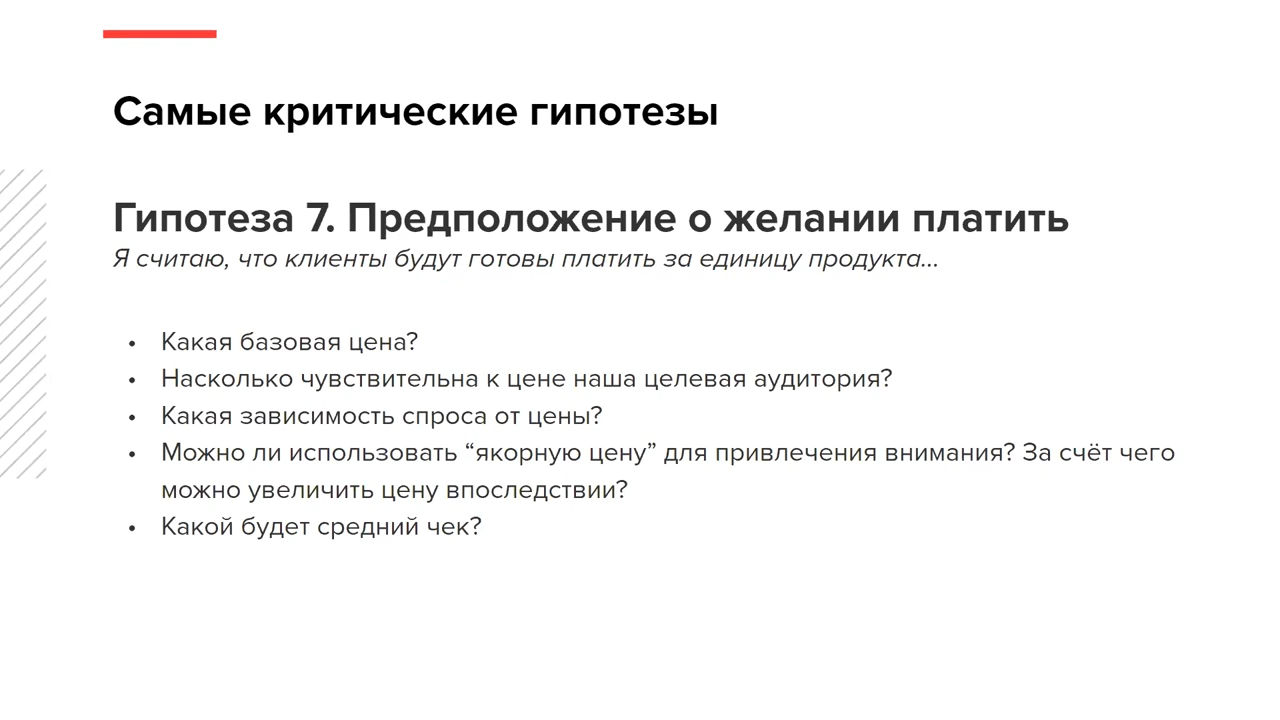 Самые критические гипотезы
Гипотеза 7. Предположение о желании платить
Я считаю, что клиенты будут готовы платить за единицу продукта...
• Какая базовая цена?
• Насколько чувствительна к цене наша целевая аудитория?
• Какая зависимость спроса от цены?
• Можно ли использовать “якорную цену” для привлечения внимания? За счёт чего
можно увеличить цену впоследствии?
• Какой будет средний чек?